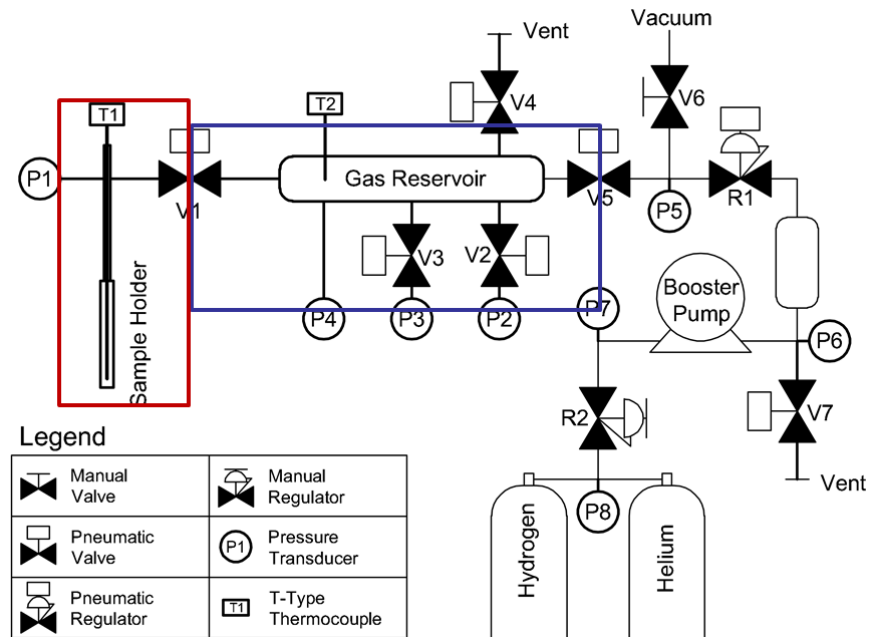 Vent
Vacuum
T1
T2
V4
V6
P1
V1
Gas Reservoir
V5
P5
R1
V3
V2
Booster
Pump
P4
P3
P2
P7
P6
Sample Holder
R2
V7
Vent
P8
Hydrogen
Helium
Legend
Manual
Valve
Manual
Regulator
Pneumatic
Valve
P1
Pressure
Transducer
Pneumatic
Regulator
T1
T-Type
Thermocouple